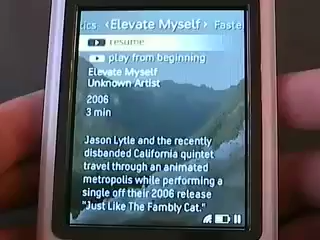 ics ‹Elevate Myself› Faste
resume
play from beginning
Elevate Myself
Unknown Artist
2006
3 min
Jason Lytle and the recently
disbanded California quintet
travel through an animated
metropolis while performing a
single off their 2006 release
"Just Like The Fambly Cat."